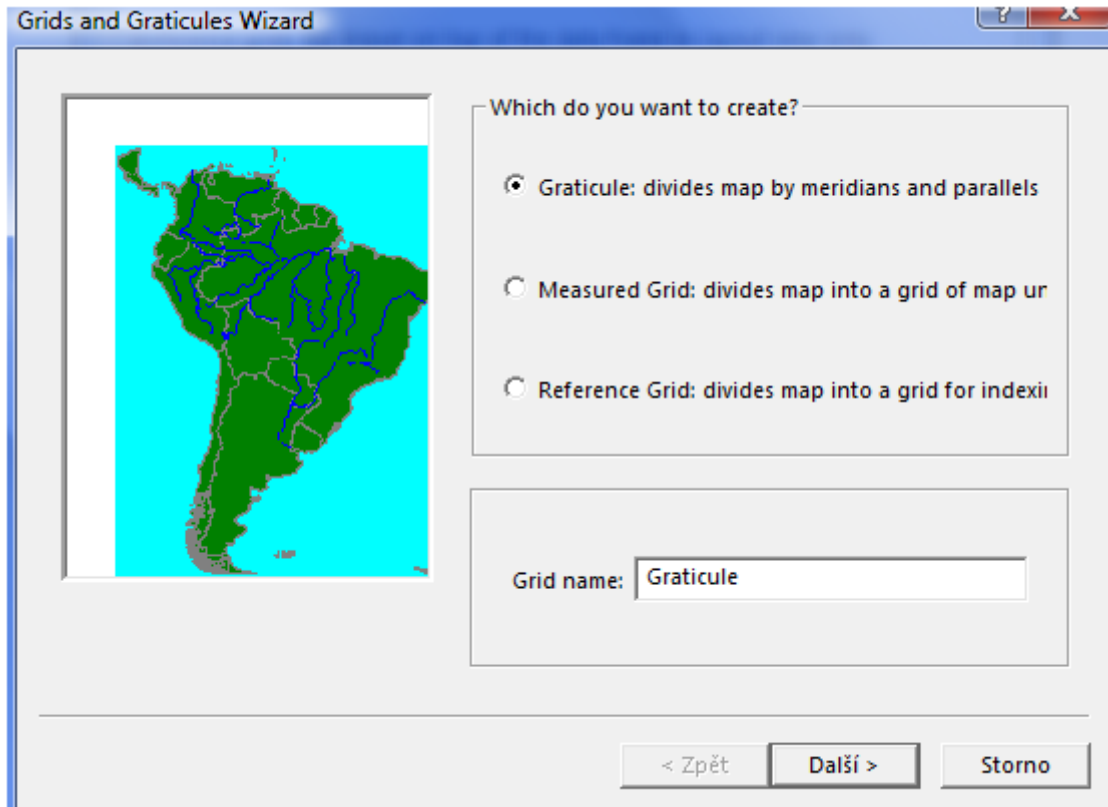 Grids and Graticules Wizard
Which do you want to create?
Graticule: divides map by meridians and parallels
Measured Grid: divides map into a grid of map un
Reference Grid: divides map into a grid for indexin
Grid name: Graticule
< Zpět Další > Storno